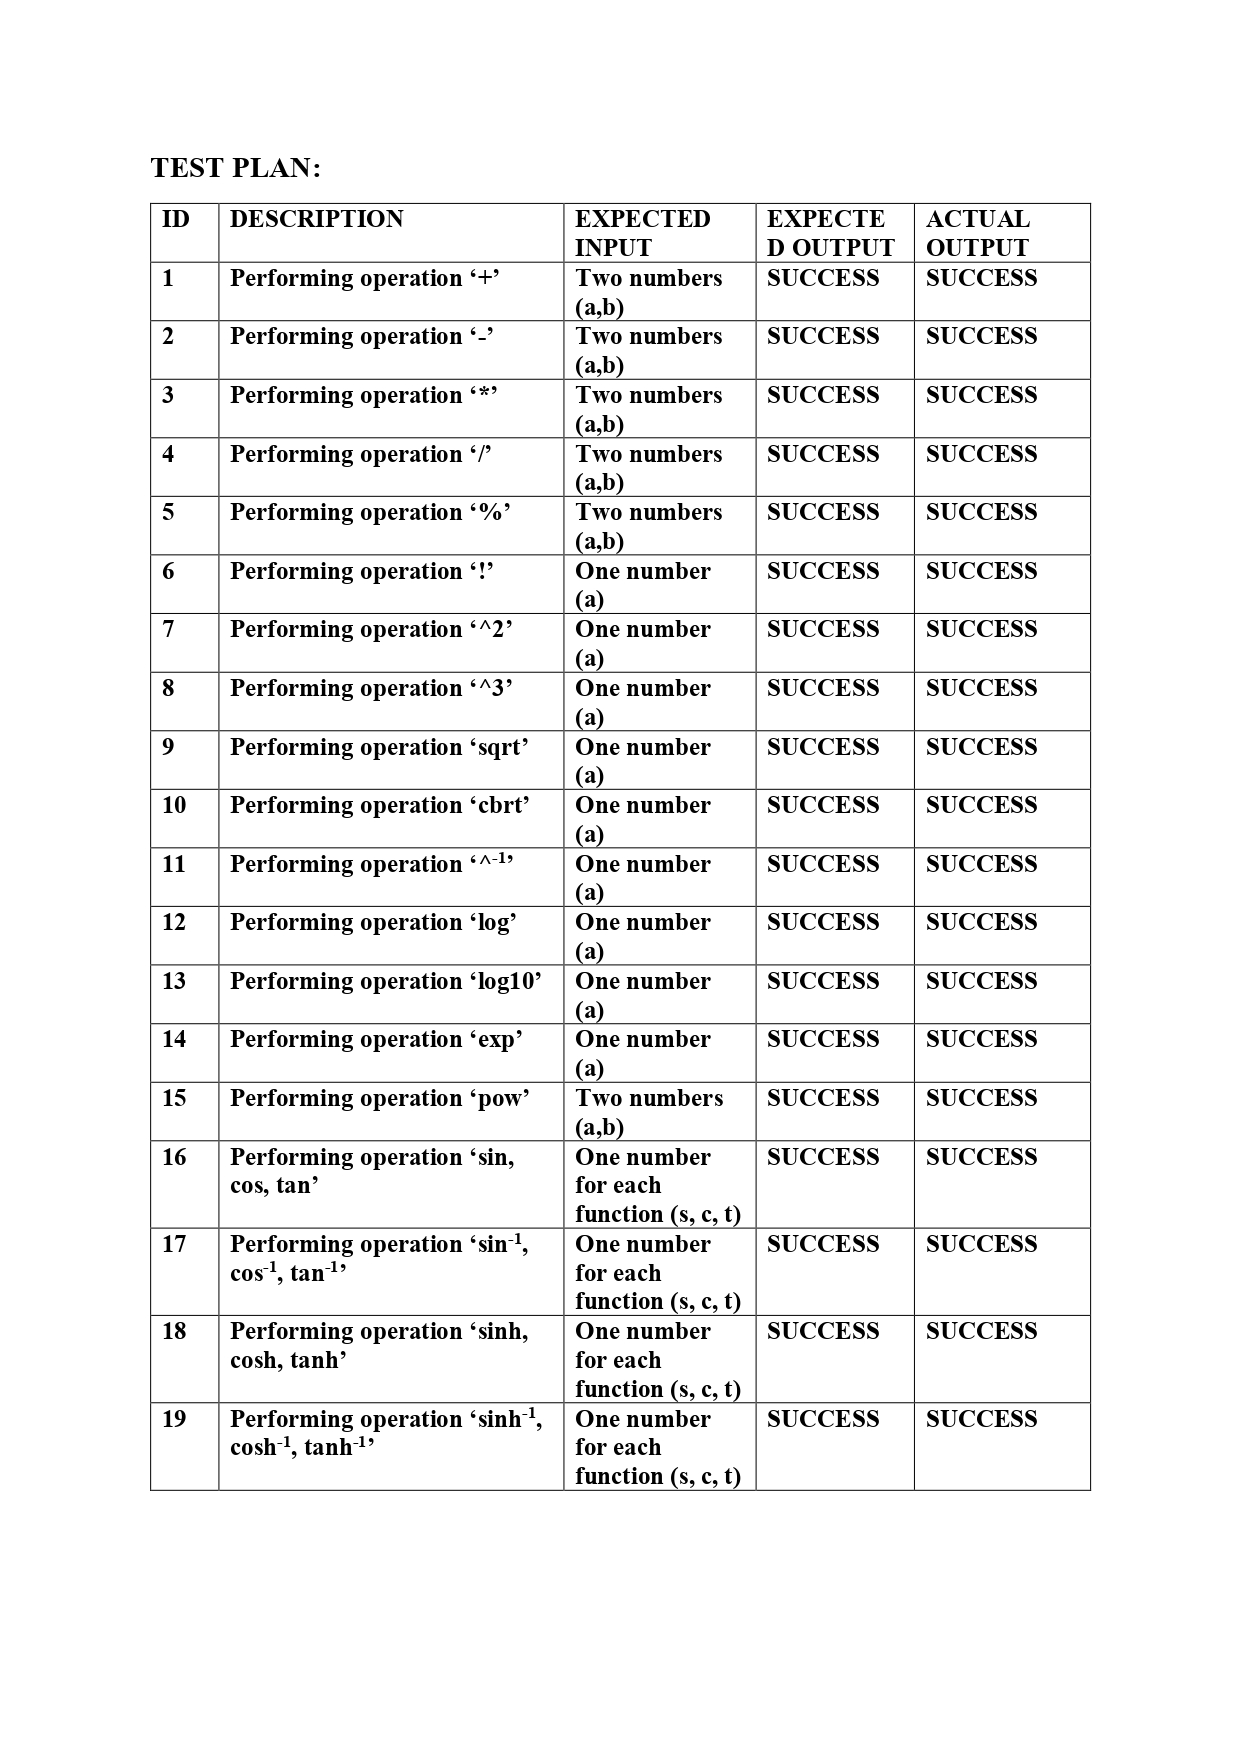 TEST PLAN:
ID DESCRIPTION EXPECTED EXPECTE ACTUAL
INPUT D OUTPUT OUTPUT
1 Performing operation ‘+’ Two numbers SUCCESS SUCCESS
(a,b)
2 Performing operation ‘-’ Two numbers SUCCESS SUCCESS
(a,b)
3 Performing operation ‘*’ Two numbers SUCCESS SUCCESS
(a,b)
4 Performing operation ‘/’ Two numbers SUCCESS SUCCESS
(a,b)
5 Performing operation ‘%’ Two numbers SUCCESS SUCCESS
(a,b)
6 Performing operation ‘!’ One number SUCCESS SUCCESS
(a)
7 Performing operation ‘^2’ One number SUCCESS SUCCESS
(a)
8 Performing operation ‘^3’ One number SUCCESS SUCCESS
(a)
9 Performing operation ‘sqrt’ One number SUCCESS SUCCESS
(a)
10 Performing operation ‘cbrt’ One number SUCCESS SUCCESS
(a)
11 Performing operation ‘^-1’ One number SUCCESS SUCCESS
(a)
12 Performing operation ‘log’ One number SUCCESS SUCCESS
(a)
13 Performing operation ‘log10’ One number SUCCESS SUCCESS
(a)
14 Performing operation ‘exp’ One number SUCCESS SUCCESS
(a)
15 Performing operation ‘pow’ Two numbers SUCCESS SUCCESS
(a,b)
16 Performing operation ‘sin, One number SUCCESS SUCCESS
cos, tan’ for each
function (s, c, t)
17 Performing operation ‘sin-1, One number SUCCESS SUCCESS
cos-1, tan-1’ for each
function (s, c, t)
18 Performing operation ‘sinh, One number SUCCESS SUCCESS
cosh, tanh’ for each
function (s, c, t)
19 Performing operation ‘sinh-1, One number SUCCESS SUCCESS
cosh-1, tanh-1’ for each
function (s, c, t)